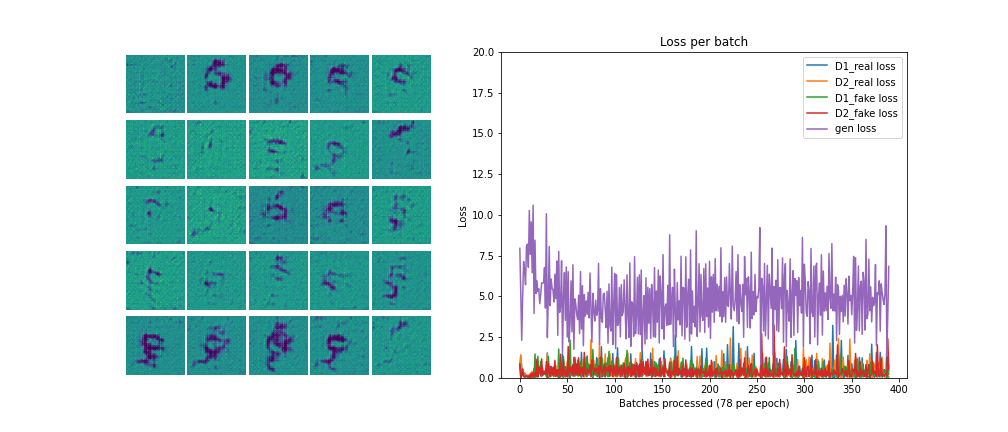 Loss per batch
20.0
17.5
15.0
12.5
10.0
7.5
5.0
2.5
0.0
Loss
D1_real loss
D2_real loss
D1_fake loss
D2_fake loss
gen loss
0 50 100 150 200 250 300 350 400
Batches processed (78 per epoch)